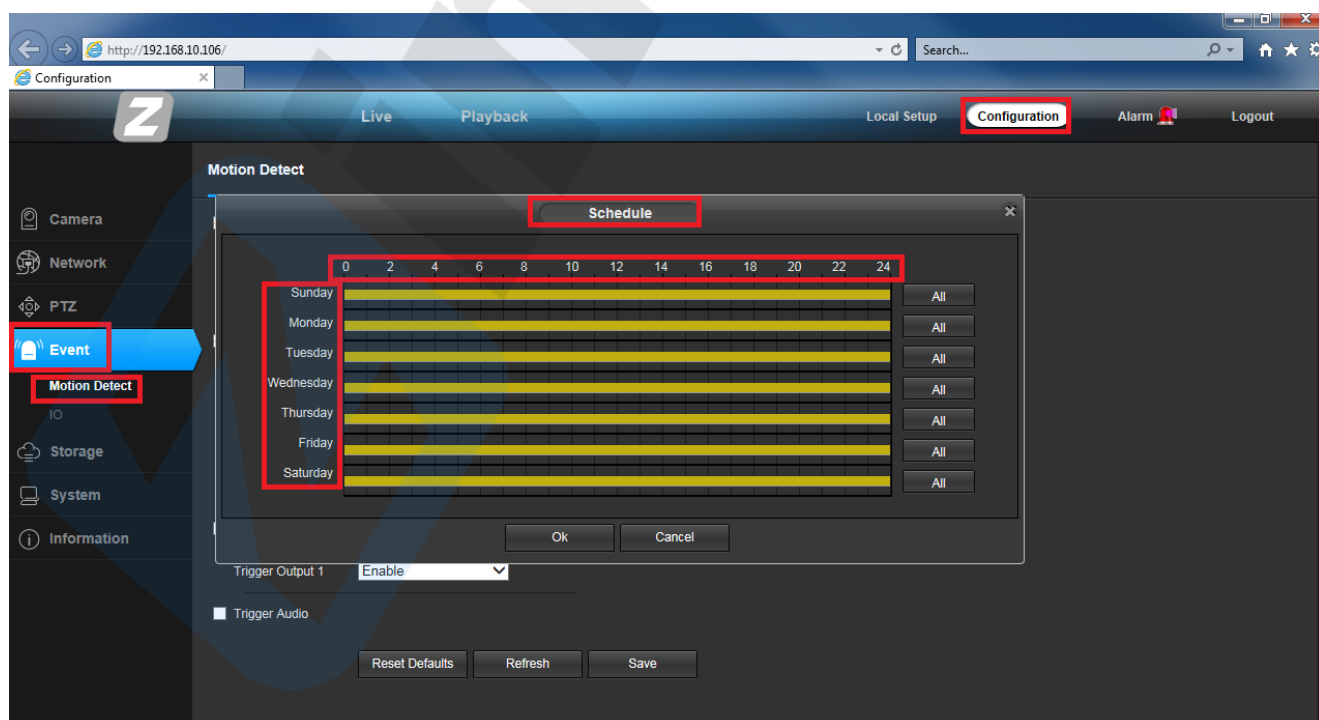 http://192.168.10.106/
Search...
Configuration
Z
Live Playback Local Setup Configuration Alarm Logout
Motion Detect
Camera
Network
PTZ
Event
Motion Detect
IO
Storage
System
Information
Schedule
0 2 4 6 8 10 12 14 16 18 20 22 24
Sunday All
Monday All
Tuesday All
Wednesday All
Thursday All
Friday All
Saturday All
Ok Cancel
Trigger Output 1 Enable
Trigger Audio
Reset Defaults Refresh Save